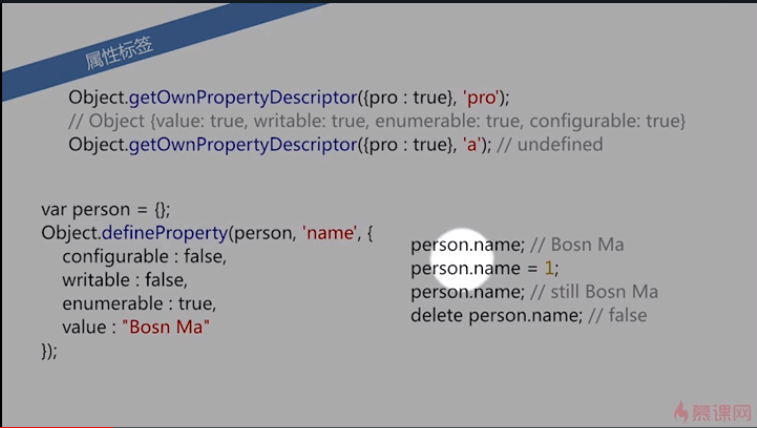 属性标签
Object.getOwnPropertyDescriptor({pro : true}, 'pro');
// Object {value: true, writable: true, enumerable: true, configurable: true}
Object.getOwnPropertyDescriptor({pro : true}, 'a'); // undefined
var person = {};
Object.defineProperty(person, 'name', {
configurable : false,
writable : false,
enumerable : true,
value : "Bosn Ma"
});
person.name; // Bosn Ma
person.name = 1;
person.name; // still Bosn Ma
delete person.name; // false
慕课网